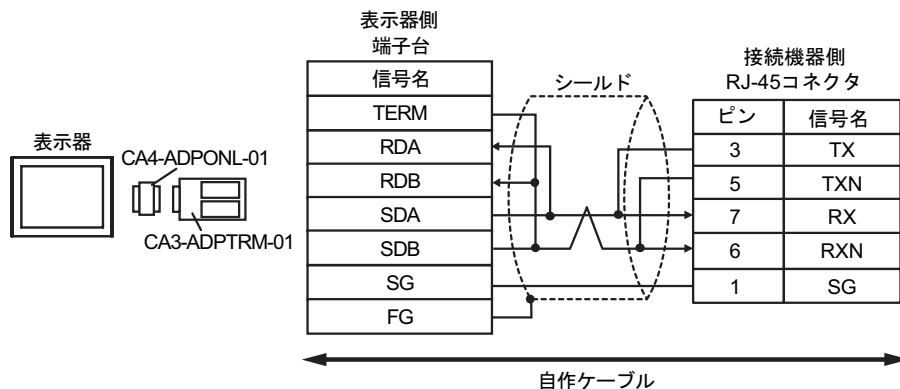 表示器
CA4-ADPONL-01
CA3-ADPTRM-01
表示器側
端子台
信号名
TERM
RDA
RDB
SDA
SDB
SG
FG
シールド
接続機器側
RJ-45コネクタ
ピン 信号名
3 TX
5 TXN
7 RX
6 RXN
1 SG
自作ケーブル